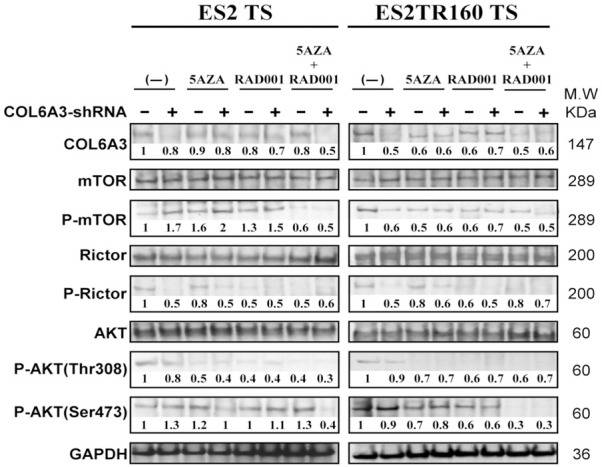 ES2 TS ES2TR160 TS
5AZA 5AZA
+ +
(—) 5AZA RAD001 RAD001 (—) 5AZA RAD001 RAD001
M.W
COL6A3-shRNA − + − + − + − + − + − + − + − + KDa
COL6A3 147
1 0.8 0.9 0.8 0.8 0.7 0.8 0.5 1 0.5 0.6 0.6 0.6 0.7 0.5 0.6
mTOR 289
P-mTOR 289
1 1.7 1.6 2 1.3 1.5 0.6 0.5 1 0.6 0.5 0.6 0.6 0.7 0.5 0.5
Rictor 200
P-Rictor 200
1 0.5 0.8 0.5 0.5 0.5 0.5 0.6 1 0.5 0.8 0.6 0.6 0.5 0.8 0.7
AKT 60
P-AKT(Thr308) 60
1 0.8 0.5 0.4 0.4 0.4 0.4 0.3 1 0.9 0.7 0.7 0.7 0.6 0.6 0.7
P-AKT(Ser473) 60
1 1.3 1.2 1 1 1.1 1.3 0.4 1 0.9 0.7 0.8 0.6 0.6 0.3 0.3
GAPDH 36